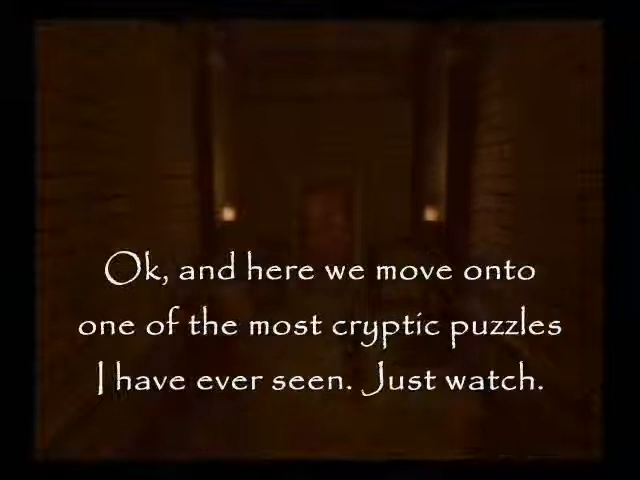 Ok, and here we move onto
one of the most cryptic puzzles
I have ever seen. Just watch.